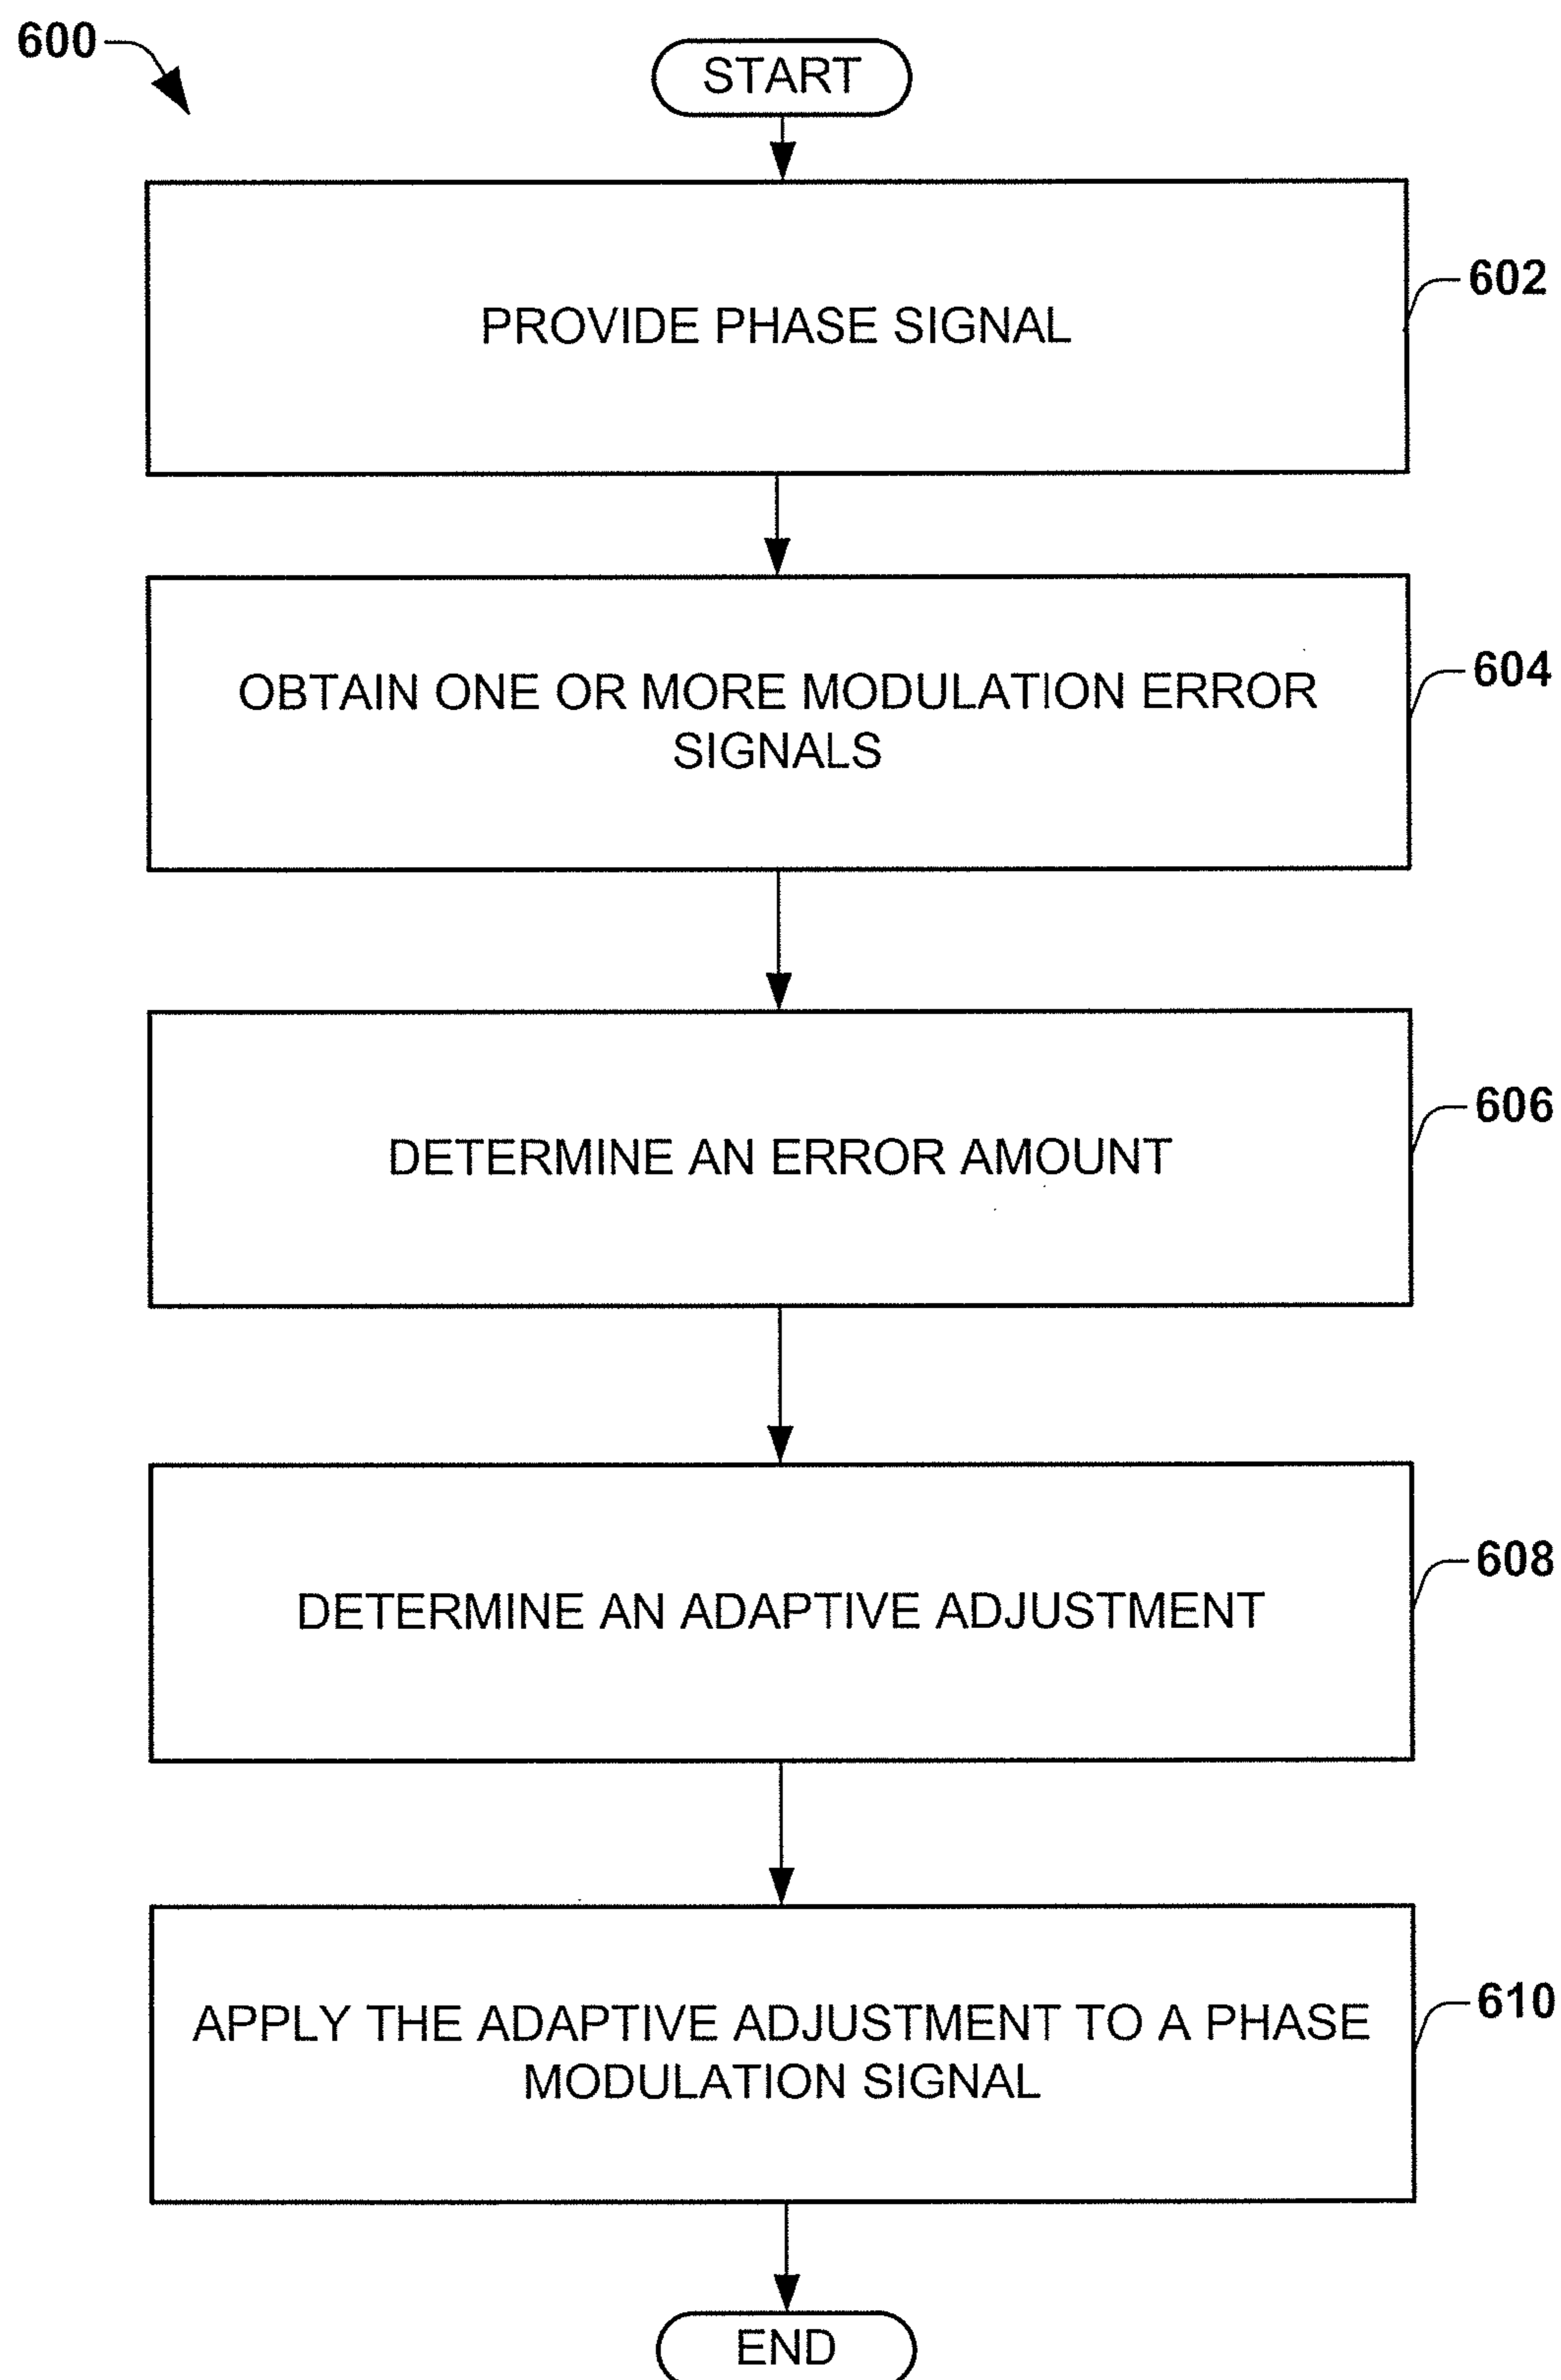 600
START
PROVIDE PHASE SIGNAL
602
OBTAIN ONE OR MORE MODULATION ERROR
SIGNALS
604
DETERMINE AN ERROR AMOUNT
606
DETERMINE AN ADAPTIVE ADJUSTMENT
608
APPLY THE ADAPTIVE ADJUSTMENT TO A PHASE
MODULATION SIGNAL
610
END